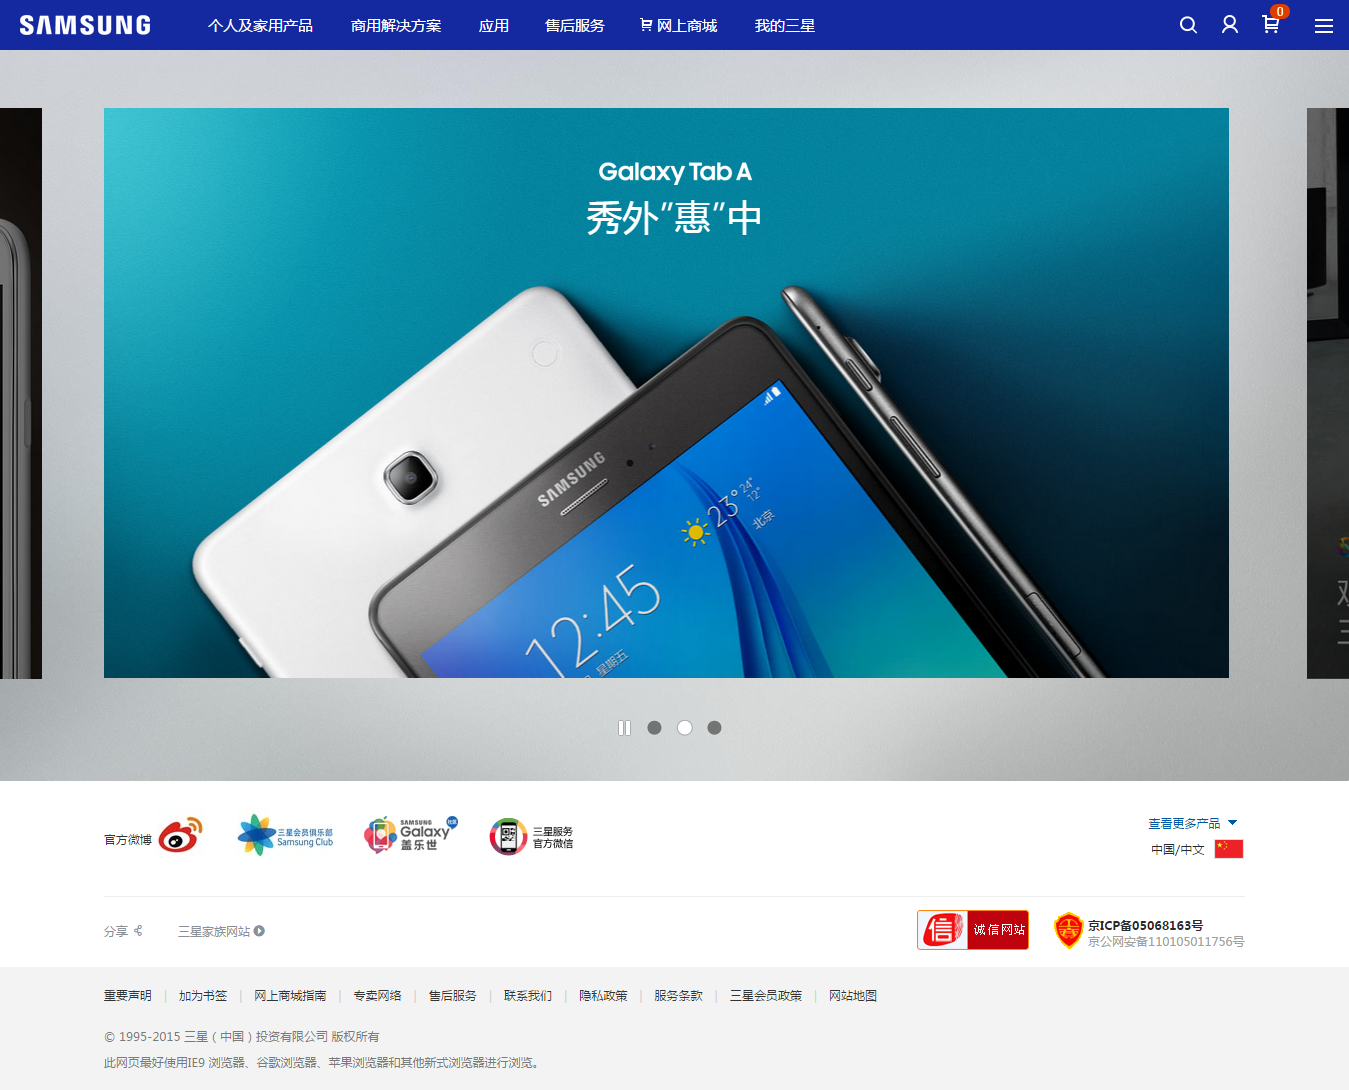 SAMSUNG
个人及家用产品
商用解决方案
应用
售后服务
网上商城
我的三星
0
Galaxy Tab A
秀外”惠”中
SAMSUNG
23°
24°
12°
北京
12:45
星期五
官方微博
三星会员俱乐部
Samsung Club
SAMSUNG
Galaxy
盖乐世
社区
三星服务
官方微信
查看更多产品
中国/中文
分享
三星家族网站
信 诚信网站
京ICP备05068163号
京公网安备110105011756号
重要声明 | 加为书签 | 网上商城指南 | 专卖网络 | 售后服务 | 联系我们 | 隐私政策 | 服务条款 | 三星会员政策 | 网站地图
© 1995-2015 三星（中国）投资有限公司 版权所有
此网页最好使用IE9 浏览器、谷歌浏览器、苹果浏览器和其他新式浏览器进行浏览。